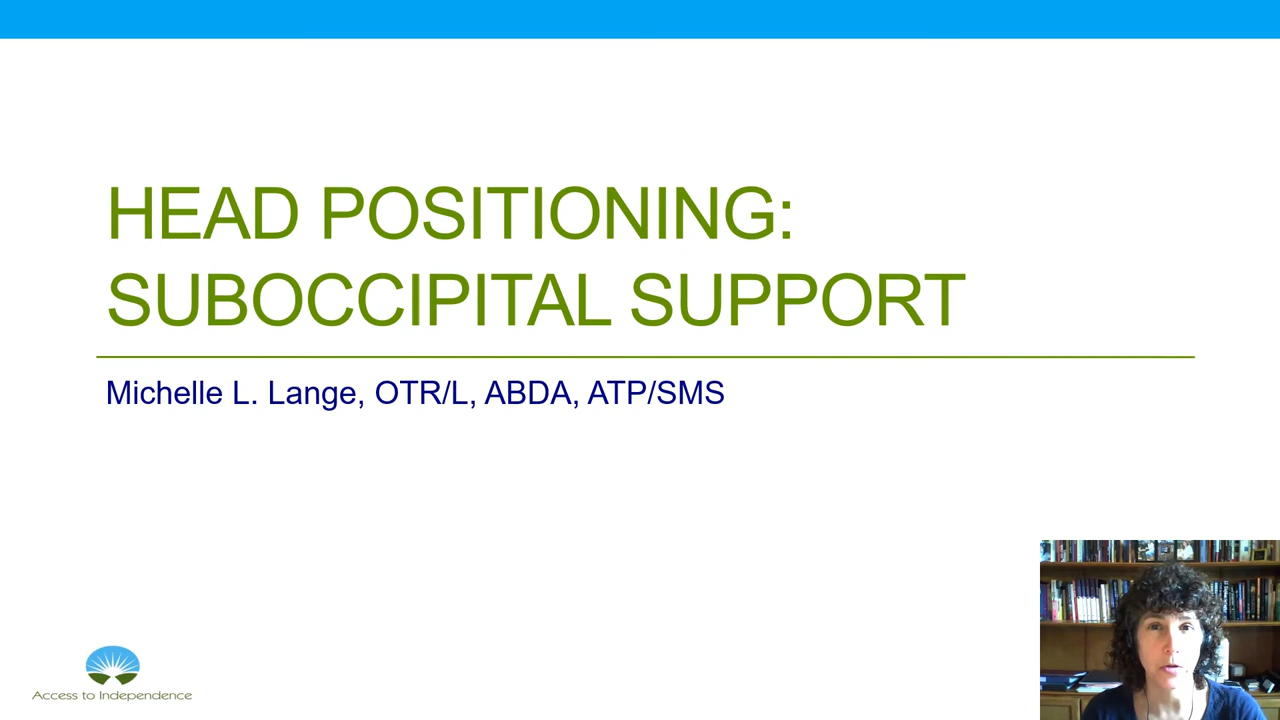 HEAD POSITIONING:
SUBOCCIPITAL SUPPORT
Michelle L. Lange, OTR/L, ABDA, ATP/SMS
Access to Independence